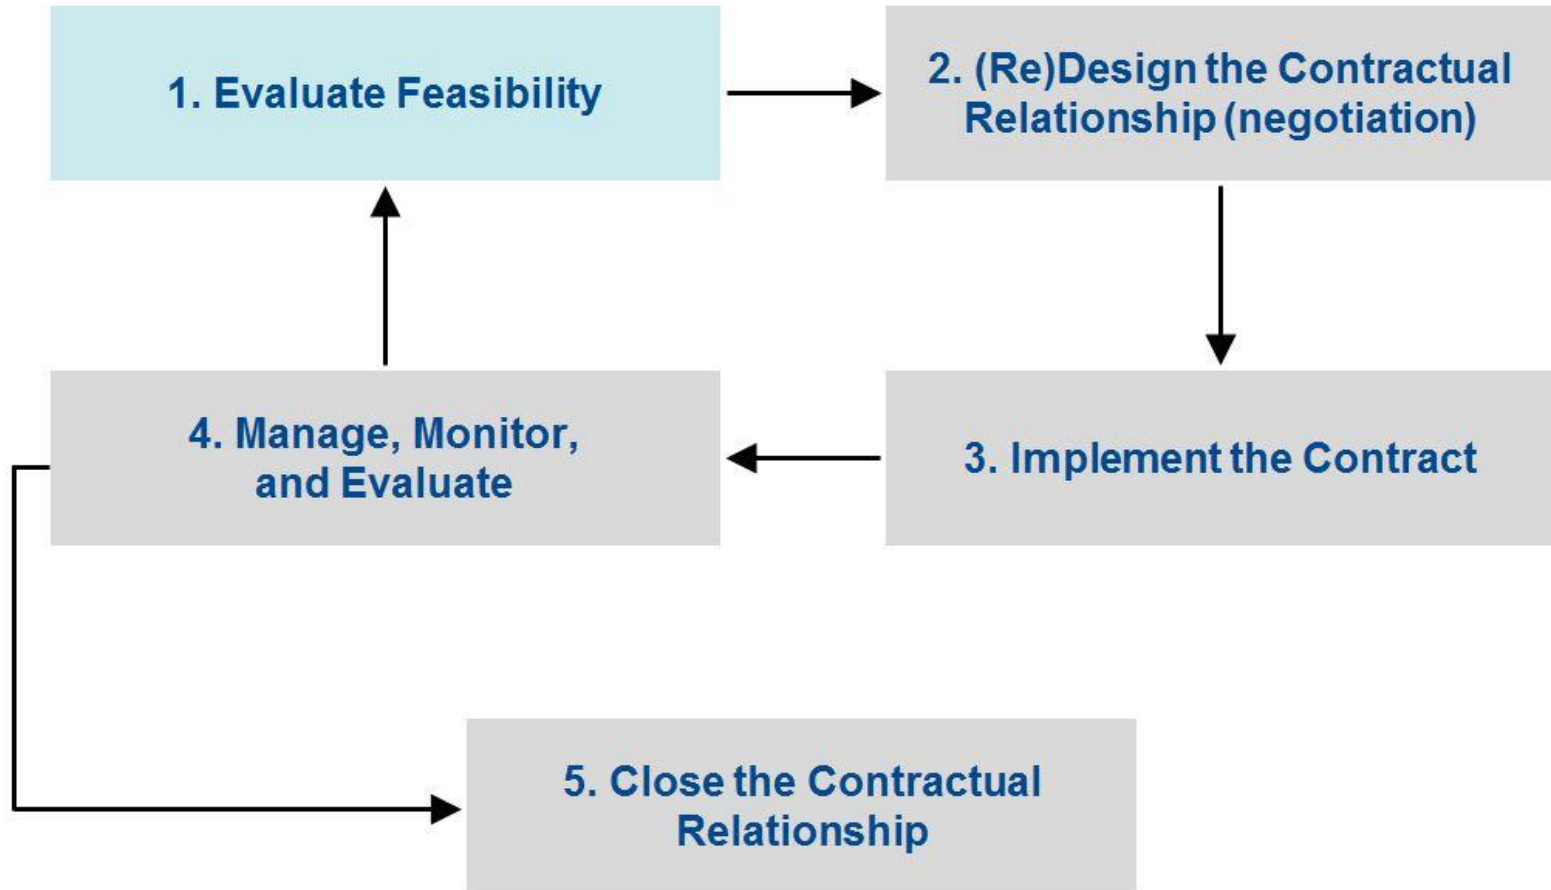 1. Evaluate Feasibility
2. (Re)Design the Contractual
Relationship (negotiation)
4. Manage, Monitor,
and Evaluate
3. Implement the Contract
5. Close the Contractual
Relationship